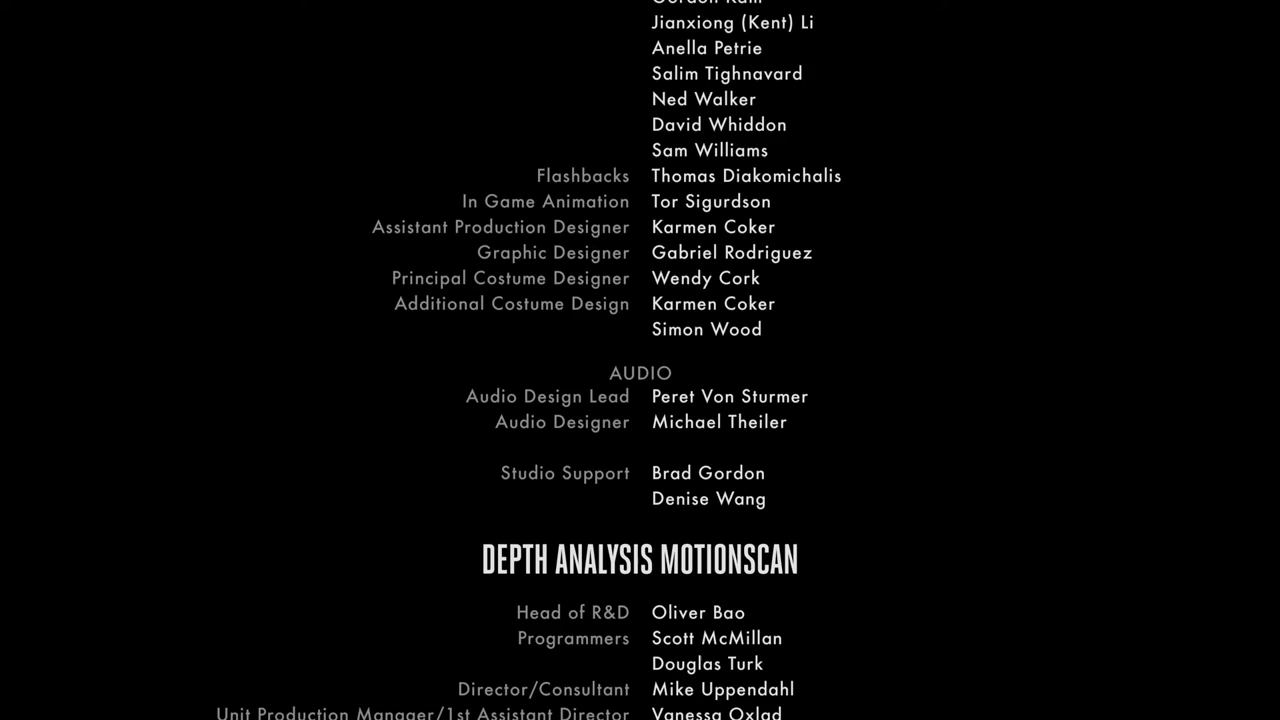 Gordon Ram
Jianxiong (Kent) Li
Anella Petrie
Salim Tighnavard
Ned Walker
David Whiddon
Sam Williams
Flashbacks Thomas Diakomichalis
In Game Animation Tor Sigurdson
Assistant Production Designer Karmen Coker
Graphic Designer Gabriel Rodriguez
Principal Costume Designer Wendy Cork
Additional Costume Design Karmen Coker
Simon Wood
AUDIO
Audio Design Lead Peret Von Sturmer
Audio Designer Michael Theiler
Studio Support Brad Gordon
Denise Wang
DEPTH ANALYSIS MOTIONSCAN
Head of R&D Oliver Bao
Programmers Scott McMillan
Douglas Turk
Director/Consultant Mike Uppendahl
Unit Production Manager/1st Assistant Director Vanessa Oxlad